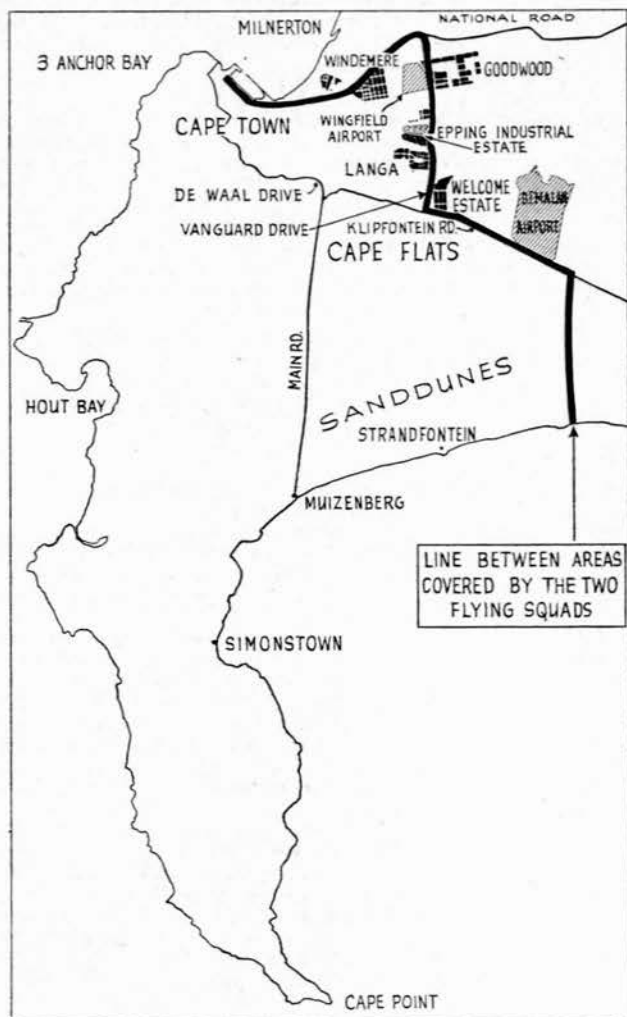 NATIONAL ROAD
MILNERTON
3 ANCHOR BAY
WINDEMERE
GOODWOOD
CAPE TOWN
WINGFIELD
AIRPORT
EPPING INDUSTRIAL
ESTATE
LANGA
DE WAAL DRIVE
WELCOME
ESTATE
VANGUARD DRIVE
KLIPFONTEIN RD.
AIRPORT
CAPE FLATS
MAIN RD.
SANDDUNES
HOUT BAY
STRANDFONTEIN
MUIZENBERG
LINE BETWEEN AREAS
COVERED BY THE TWO
FLYING SQUADS
SIMONSTOWN
CAPE POINT